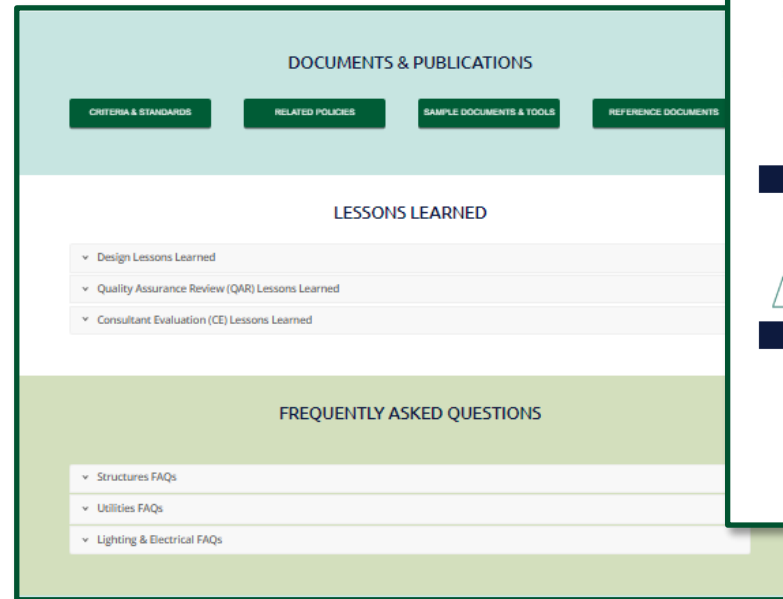 DOCUMENTS & PUBLICATIONS
CRITERIA & STANDARDS RELATED POLICIES SAMPLE DOCUMENTS & TOOLS REFERENCE DOCUMENTS
LESSONS LEARNED
Design Lessons Learned
Quality Assurance Review (QAR) Lessons Learned
Consultant Evaluation (CE) Lessons Learned
FREQUENTLY ASKED QUESTIONS
Structures FAQs
Utilities FAQs
Lighting & Electrical FAQs